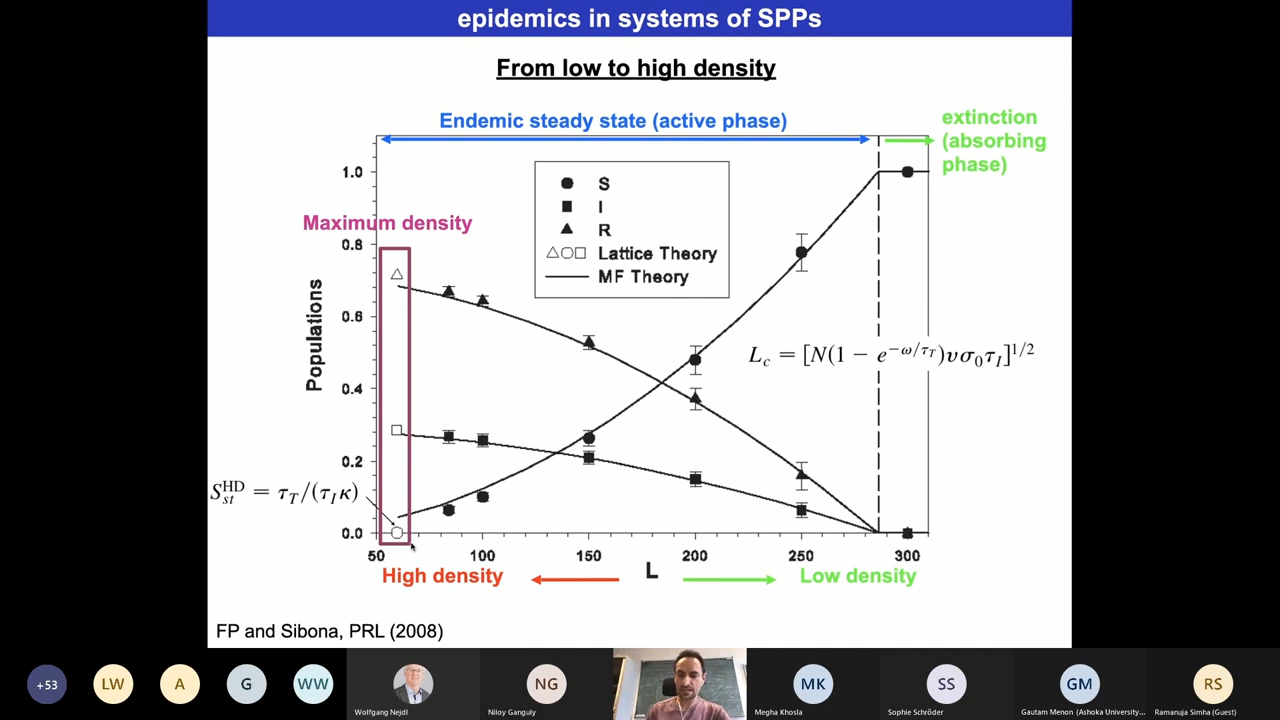 epidemics in systems of SPPs
From low to high density
Endemic steady state (active phase)
extinction
(absorbing
phase)
Maximum density
S
I
R
△○□ Lattice Theory
MF Theory
Populations
1.0
0.8
0.6
0.4
0.2
0.0
L_c = [N(1 − e^{−ω/τ_T})υσ_0τ_I]^{1/2}
S_{st}^{HD} = τ_T/(τ_Iκ)
50 100 150 200 250 300
L
High density
Low density
FP and Sibona, PRL (2008)
+53
LW
A
G
WW
Wolfgang Nejdl
NG
Niloy Ganguly
MK
Megha Khosla
SS
Sophie Schröder
GM
Gautam Menon (Ashoka University...
RS
Ramanuja Simha (Guest)